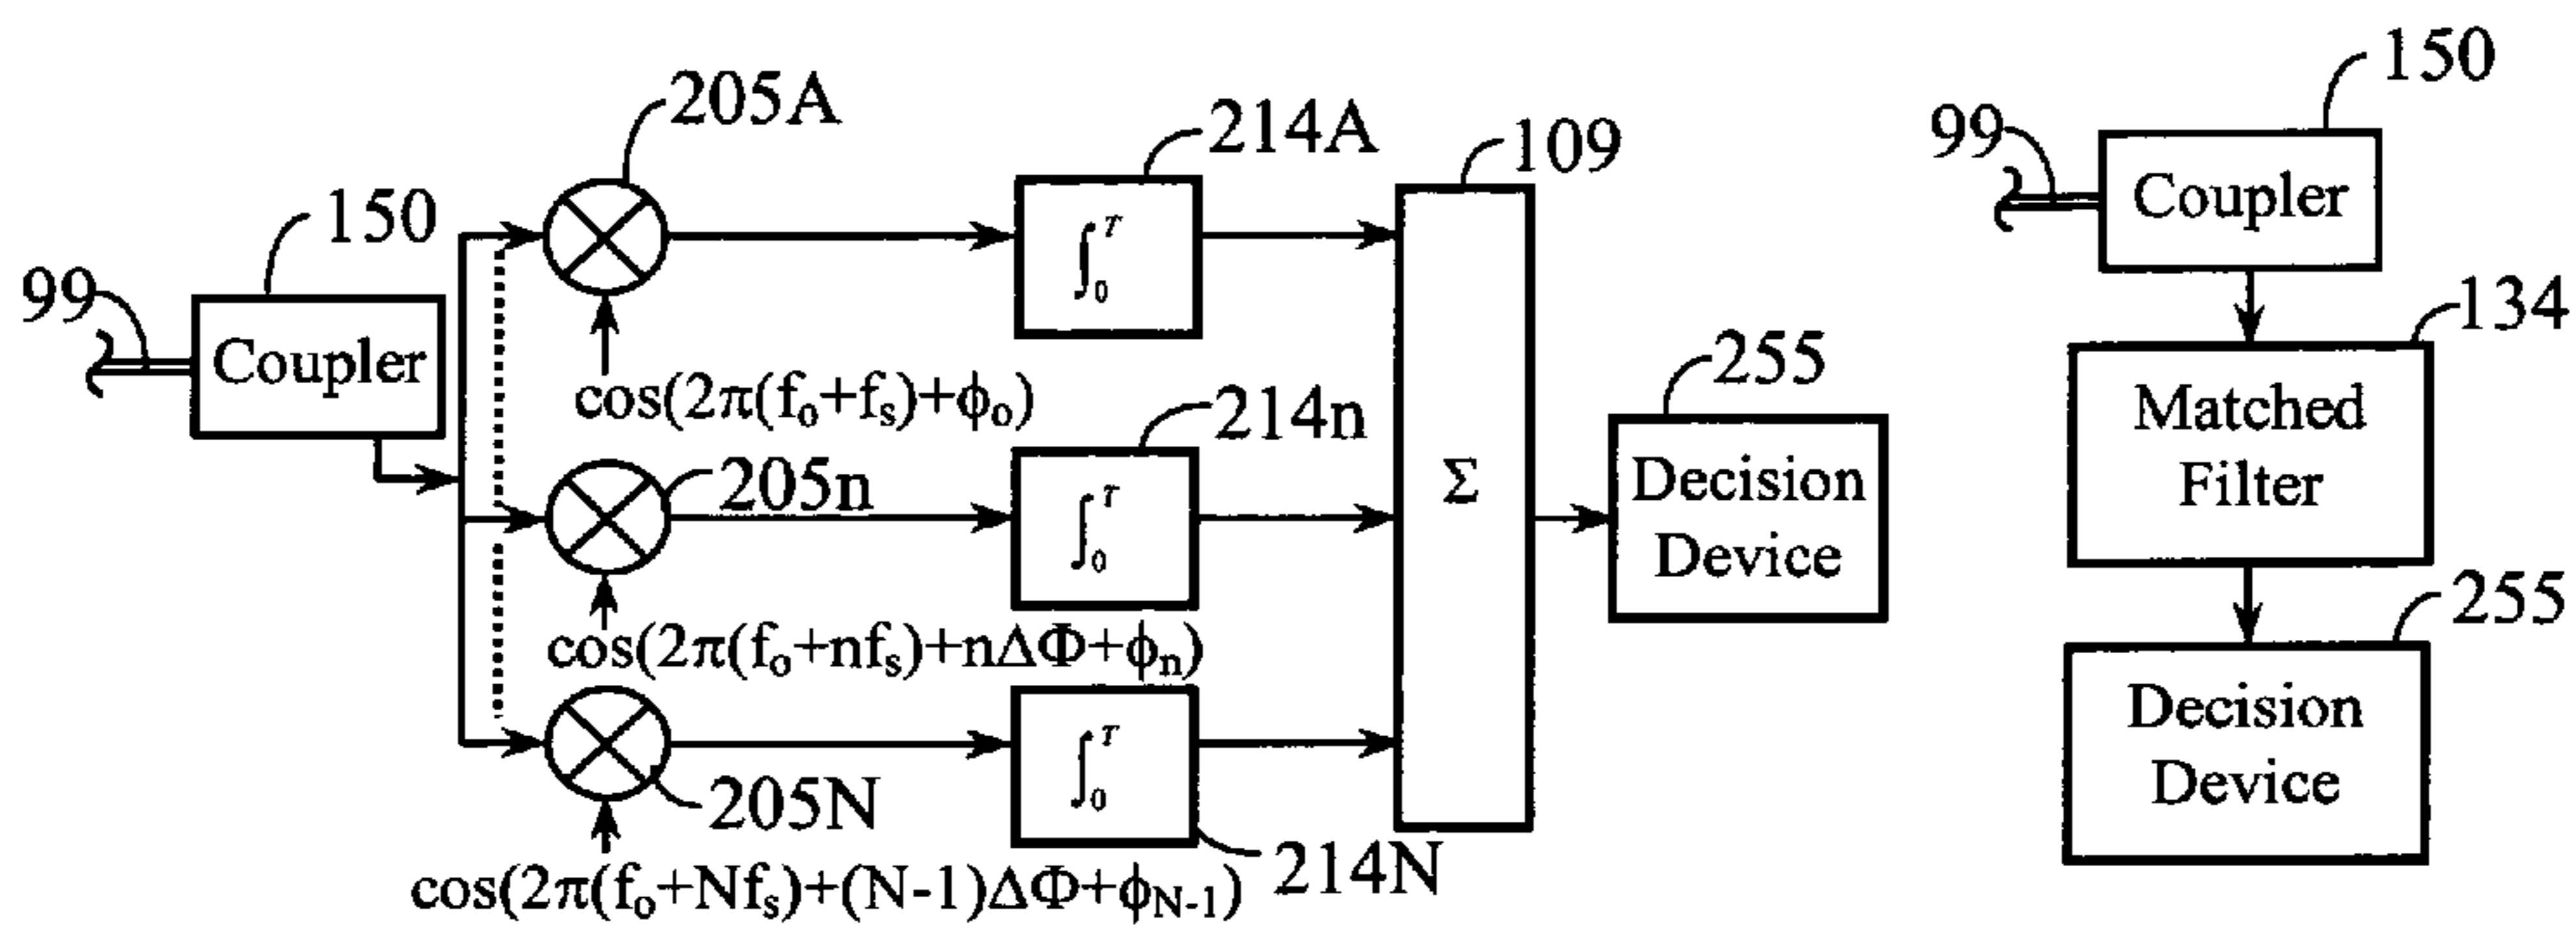 205A
214A
109
150
99
Coupler
∫₀ᵀ
cos(2π(fₒ+fₛ)+ϕₒ)
214n
205n
∫₀ᵀ
Σ
255
Decision
Device
cos(2π(fₒ+nfₛ)+nΔΦ+ϕₙ)
∫₀ᵀ
205N
214N
cos(2π(fₒ+Nfₛ)+(N-1)ΔΦ+ϕ_N-1)
150
99
Coupler
134
Matched
Filter
255
Decision
Device